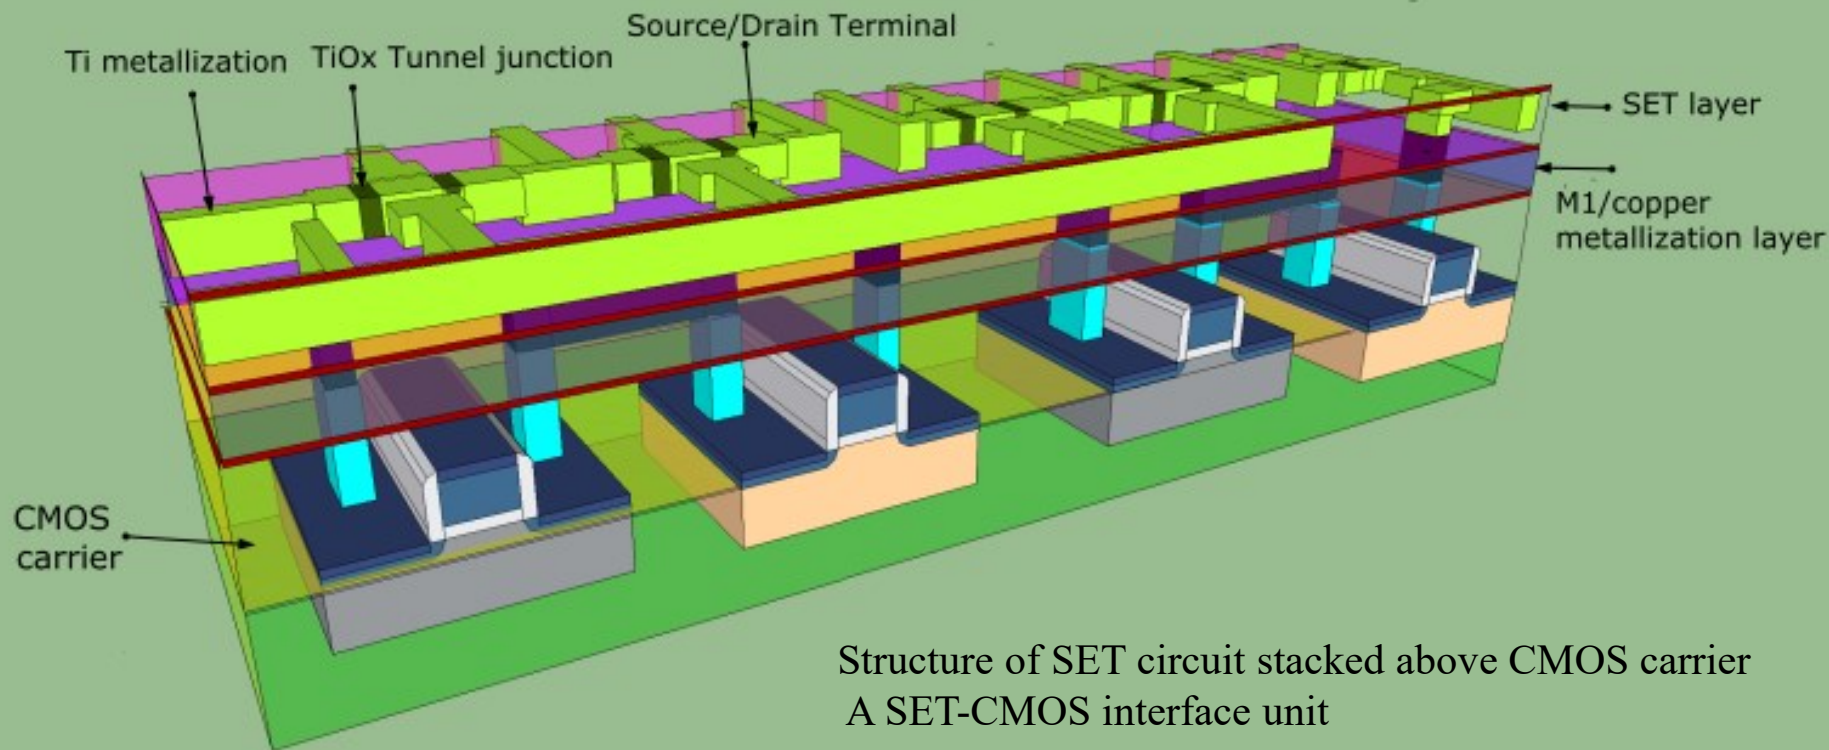 Source/Drain Terminal
Ti metallization
TiOx Tunnel junction
SET layer
M1/copper
metallization layer
CMOS
carrier
Structure of SET circuit stacked above CMOS carrier
A SET-CMOS interface unit